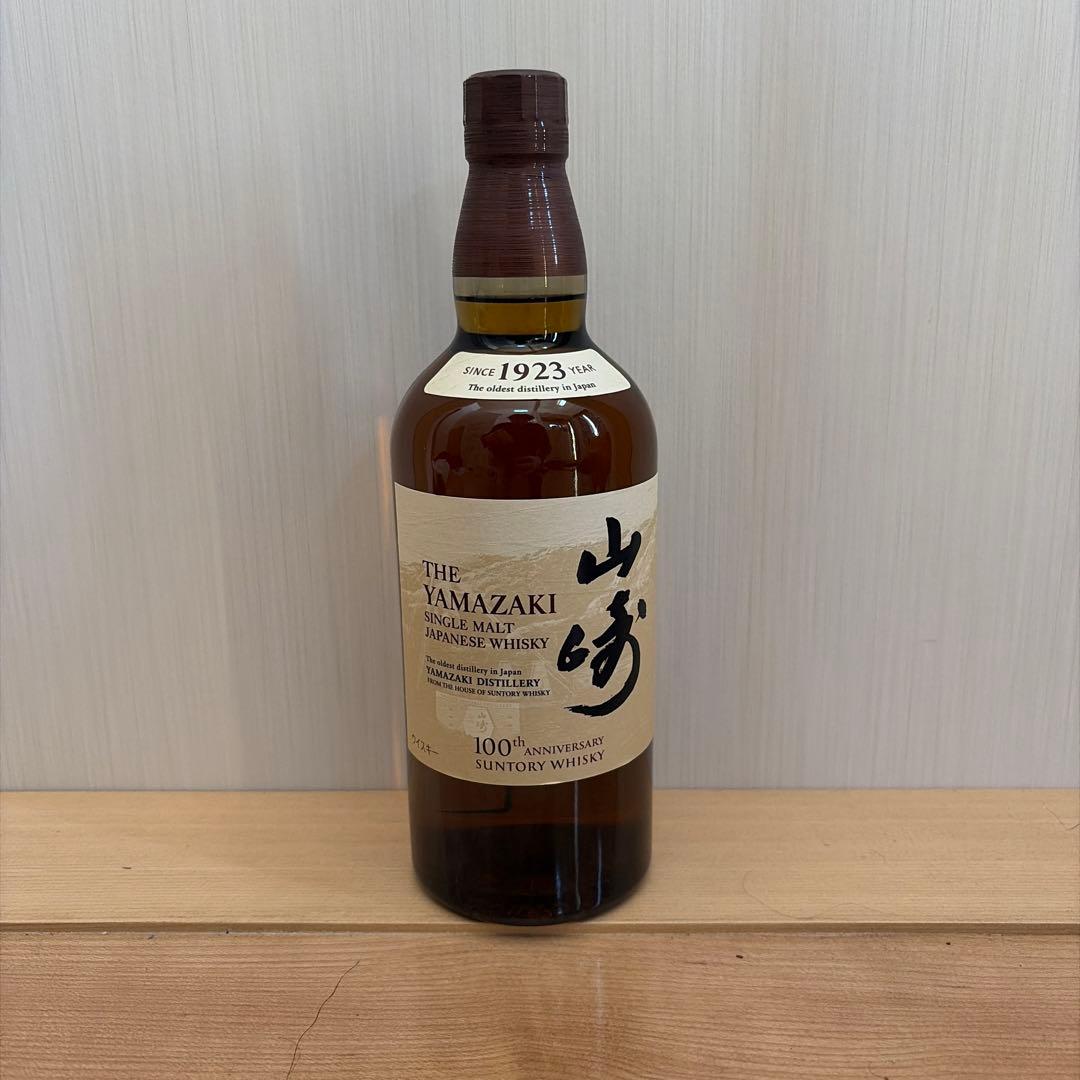 SINCE 1923 YEAR
The oldest distillery in Japan
THE
YAMAZAKI
SINGLE MALT
JAPANESE WHISKY
The oldest distillery in Japan
YAMAZAKI DISTILLERY
FROM THE HOUSE OF SUNTORY WHISKY
山崎
山崎
ウイスキー
100th ANNIVERSARY
SUNTORY WHISKY